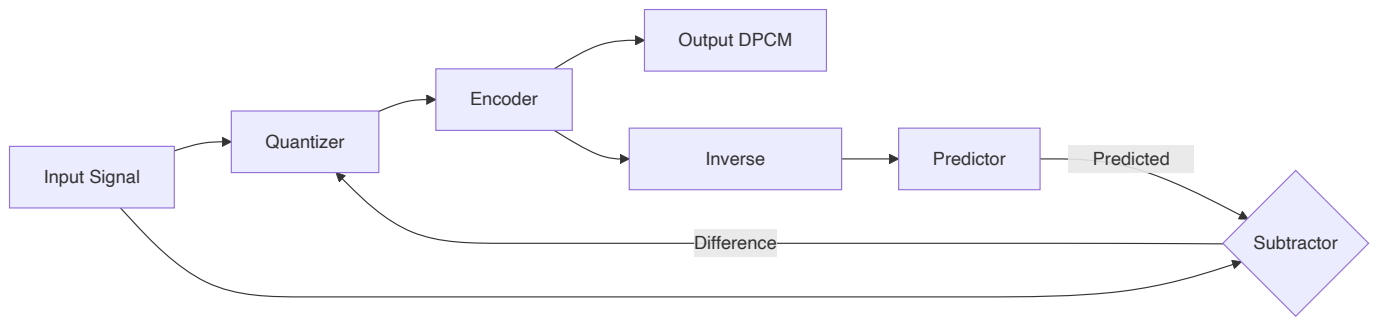 Input Signal
Quantizer
Encoder
Output DPCM
Inverse
Predictor
Predicted
Difference
Subtractor